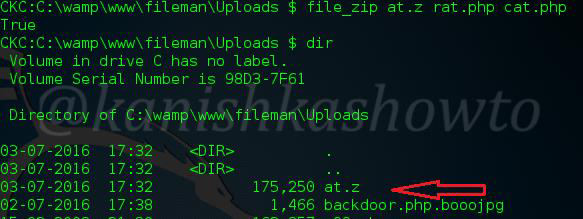 CKC:C:\wamp\www\fileman\Uploads $ file_zip at.z rat.php cat.php
True
CKC:C:\wamp\www\fileman\Uploads $ dir
Volume in drive C has no label.
Volume Serial Number is 98D3-7F61
Directory of C:\wamp\www\fileman\Uploads
@kanishkashowto
03-07-2016 17:32 <DIR> .
03-07-2016 17:32 <DIR> ..
03-07-2016 17:32 175,250 at.z
02-07-2016 17:38 1,466 backdoor.php.booojpg